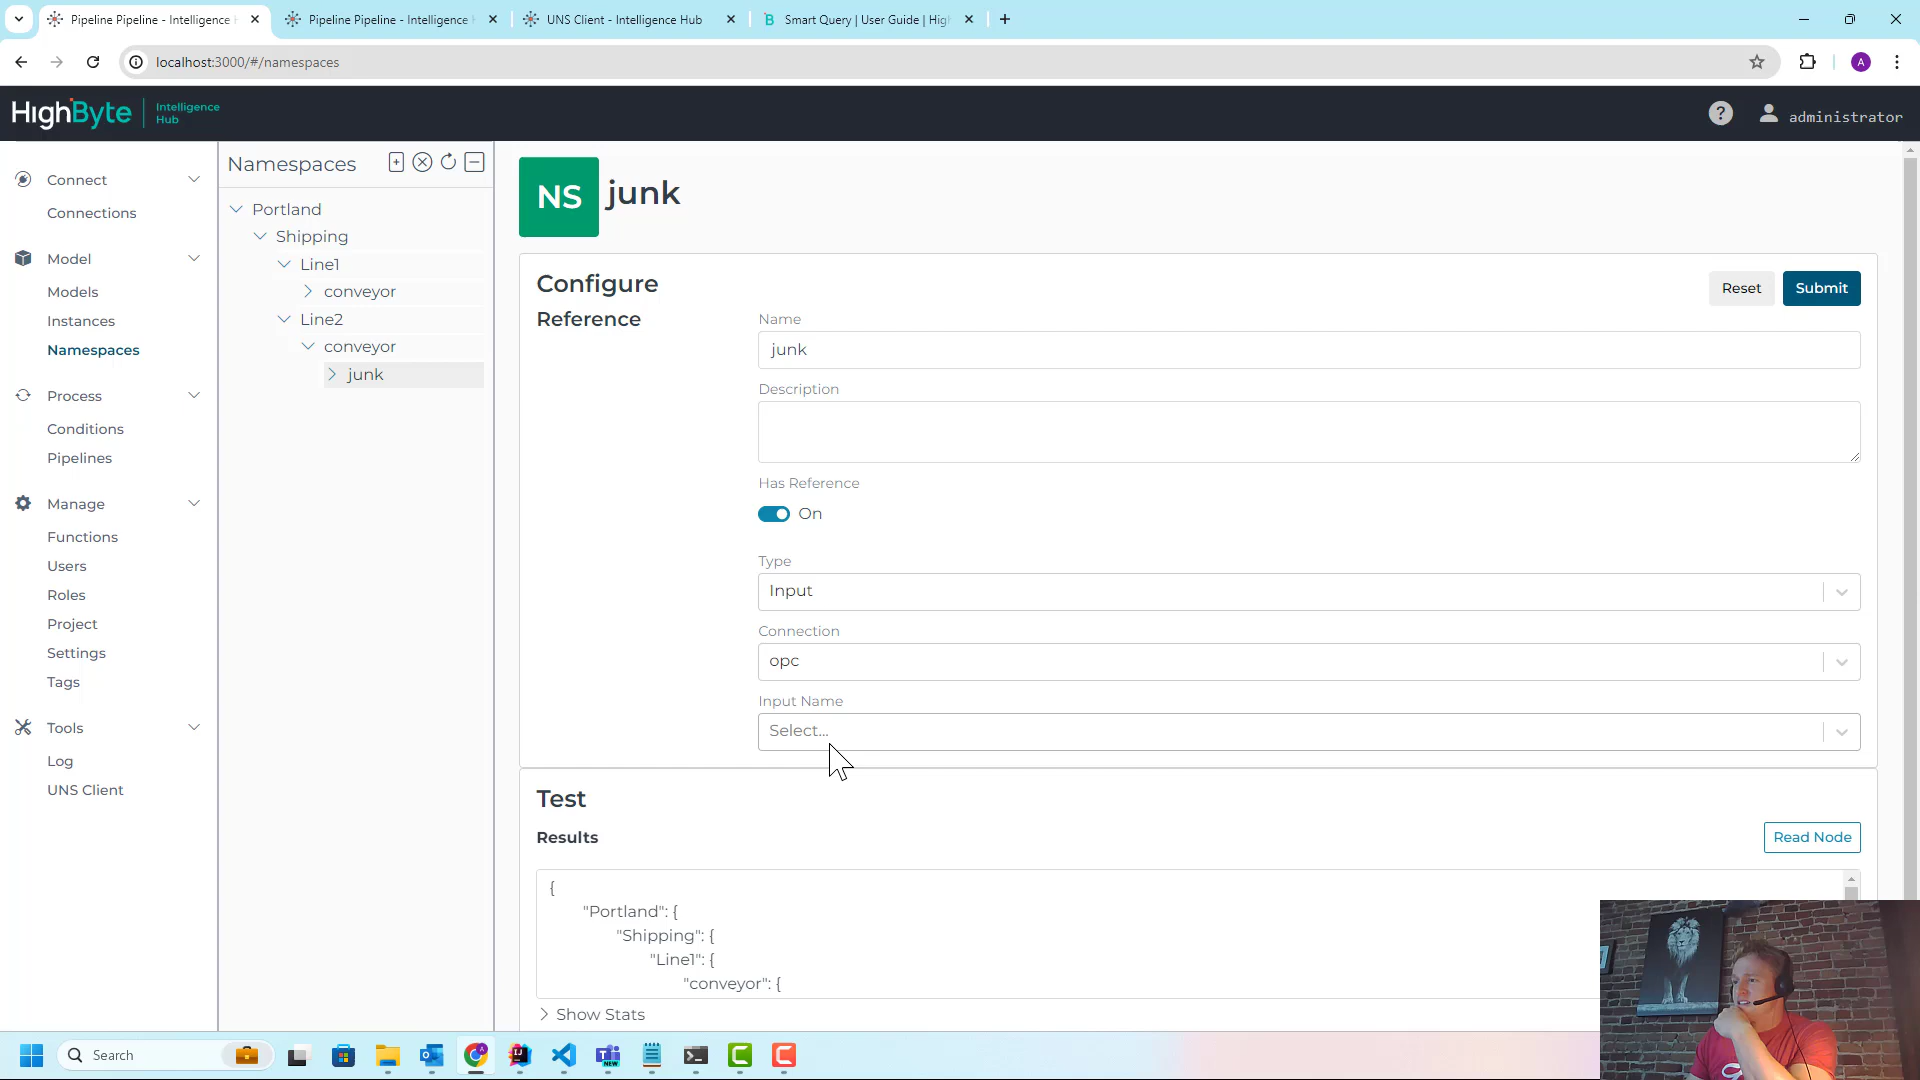 Pipeline Pipeline - Intelligence
Pipeline Pipeline - Intelligence
UNS Client - Intelligence Hub
Smart Query | User Guide | Hig
localhost:3000/#/namespaces
A
HighByte
Intelligence
Hub
?
administrator
Connect
Connections
Model
Models
Instances
Namespaces
Process
Conditions
Pipelines
Manage
Functions
Users
Roles
Project
Settings
Tags
Tools
Log
UNS Client
Namespaces
Portland
Shipping
Line1
conveyor
Line2
conveyor
junk
NS
junk
Configure
Reset
Submit
Reference
Name
junk
Description
Has Reference
On
Type
Input
Connection
opc
Input Name
Select...
Test
Results
Read Node
{
"Portland": {
"Shipping": {
"Line1": {
"conveyor": {
Show Stats
Search